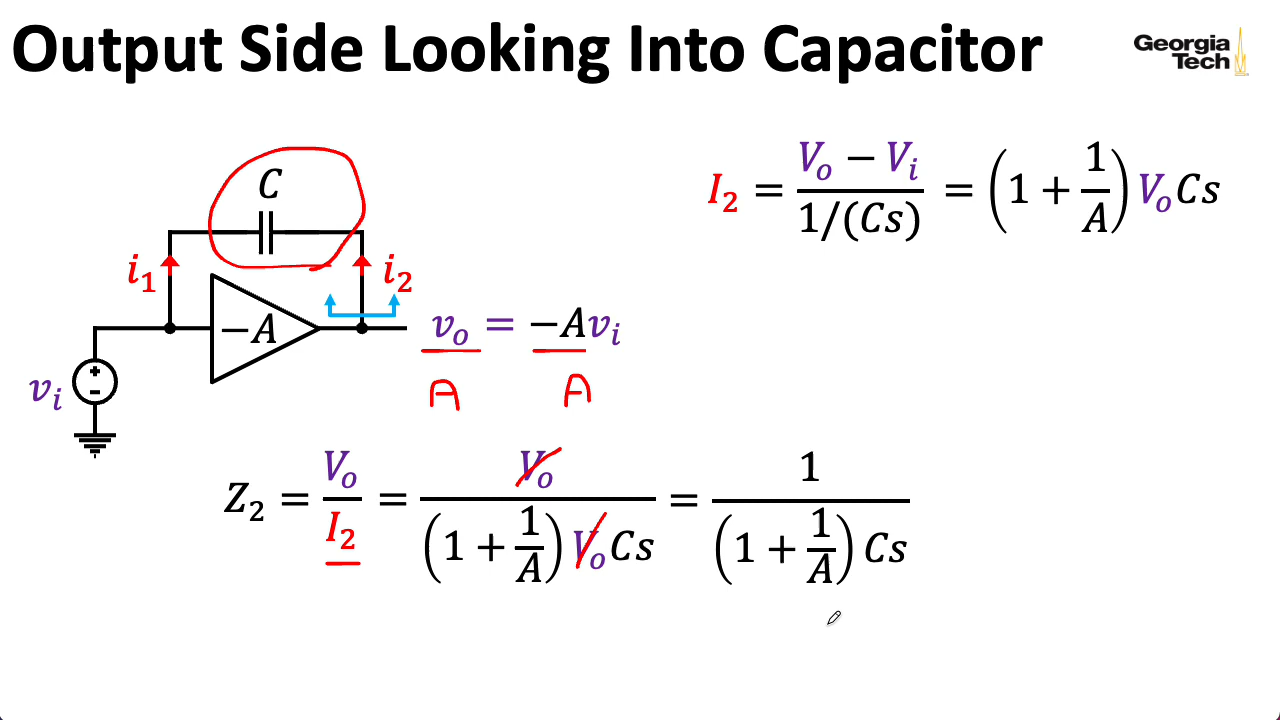 Output Side Looking Into Capacitor
Georgia
Tech
I₂ = (Vₒ − Vᵢ) / (1/(Cs)) = (1 + 1/A) VₒCs
C
i₁
i₂
−A
vₒ = −Avᵢ
A A
vᵢ
+
-
Z₂ = Vₒ / I₂ = Vₒ / ((1 + 1/A) VₒCs) = 1 / ((1 + 1/A) Cs)